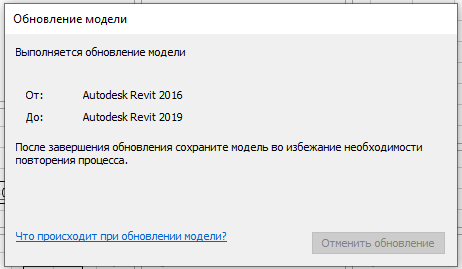 Обновление модели
Выполняется обновление модели
От: Autodesk Revit 2016
До: Autodesk Revit 2019
После завершения обновления сохраните модель во избежание необходимости
повторения процесса.
Что происходит при обновлении модели?
Отменить обновление